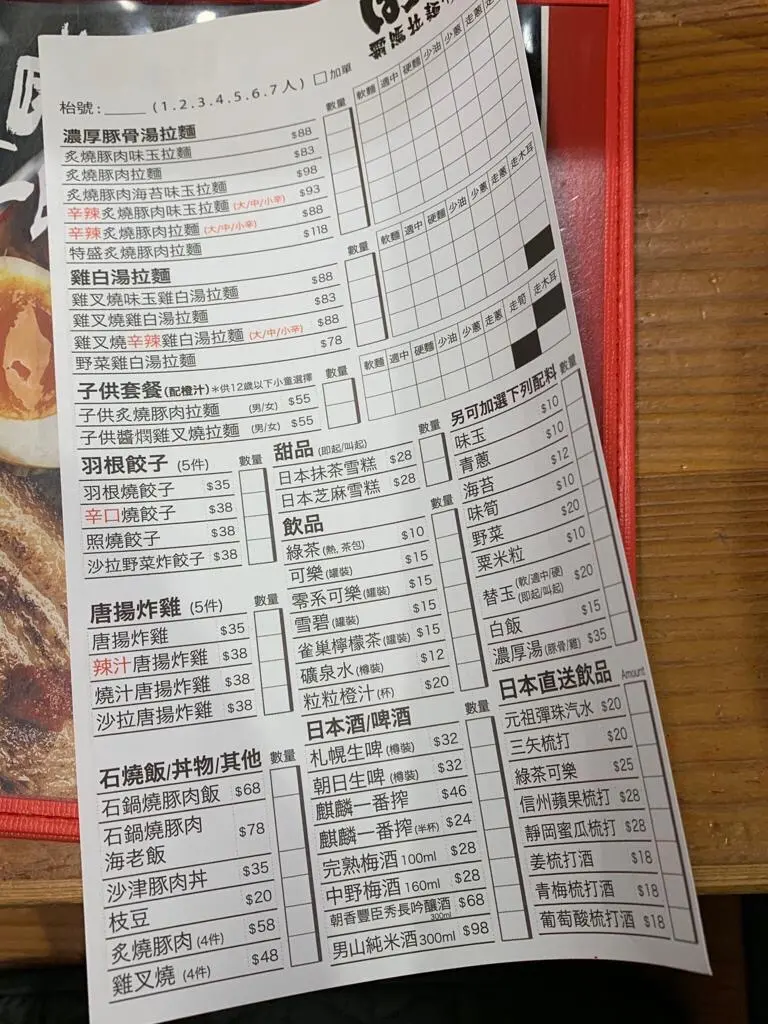 枱號:____ (1.2.3.4.5.6.7人) □加單
濃厚豚骨湯拉麵 數量 軟麵 適中 硬麵 少油 少蔥 走蔥
炙燒豚肉味玉拉麵 $88
炙燒豚肉拉麵 $83
炙燒豚肉海苔味玉拉麵 $98
辛辣炙燒豚肉味玉拉麵 (大/中/小辛) $93
辛辣炙燒豚肉拉麵 (大/中/小辛) $88
特盛炙燒豚肉拉麵 $118
雞白湯拉麵 數量 軟麵 適中 硬麵 少油 少蔥 走蔥 走木耳
雞叉燒味玉雞白湯拉麵 $88
雞叉燒雞白湯拉麵 $83
雞叉燒辛辣雞白湯拉麵 (大/中/小辛) $88
野菜雞白湯拉麵 $78
子供套餐 (配橙汁) *供12歲以下小童選擇 數量 軟麵 適中 硬麵 少油 少蔥 走蔥 走筍 走木耳
子供炙燒豚肉拉麵 (男/女) $55
子供醬燜雞叉燒拉麵 (男/女) $55
羽根餃子 (5件) 數量
羽根燒餃子 $35
辛口燒餃子 $38
照燒餃子 $38
沙拉野菜炸餃子 $38
唐揚炸雞 (5件) 數量
唐揚炸雞 $35
辣汁唐揚炸雞 $38
燒汁唐揚炸雞 $38
沙拉唐揚炸雞 $38
石燒飯/丼物/其他 數量
石鍋燒豚肉飯 $68
石鍋燒豚肉
海老飯 $78
沙津豚肉丼 $35
枝豆 $20
炙燒豚肉 (4件) $58
雞叉燒 (4件) $48
甜品 (即起/叫起) 數量
日本抹茶雪糕 $28
日本芝麻雪糕 $28
飲品 數量
綠茶 (熱, 茶包) $10
可樂 (罐裝) $15
零系可樂 (罐裝) $15
雪碧 (罐裝) $15
雀巢檸檬茶 (罐裝) $15
礦泉水 (樽裝) $12
粒粒橙汁 (杯) $20
日本酒/啤酒 數量
札幌生啤 (樽裝) $32
朝日生啤 (樽裝) $32
麒麟一番搾 $46
麒麟一番搾 (半杯) $24
完熟梅酒 100ml $28
中野梅酒 160ml $28
朝香豐臣秀長吟釀酒 300ml $68
男山純米酒 300ml $98
另可加選下列配料 數量
味玉 $10
青蔥 $10
海苔 $12
味筍 $10
野菜 $20
粟米粒 $10
替玉 (軟/適中/硬) (即起/叫起) $20
白飯 $15
濃厚湯 (豚骨/雞) $35
日本直送飲品 Amount
元祖彈珠汽水 $20
三矢梳打 $20
綠茶可樂 $25
信州蘋果梳打 $28
靜岡蜜瓜梳打 $28
姜梳打酒 $18
青梅梳打酒 $18
葡萄酸梳打酒 $18